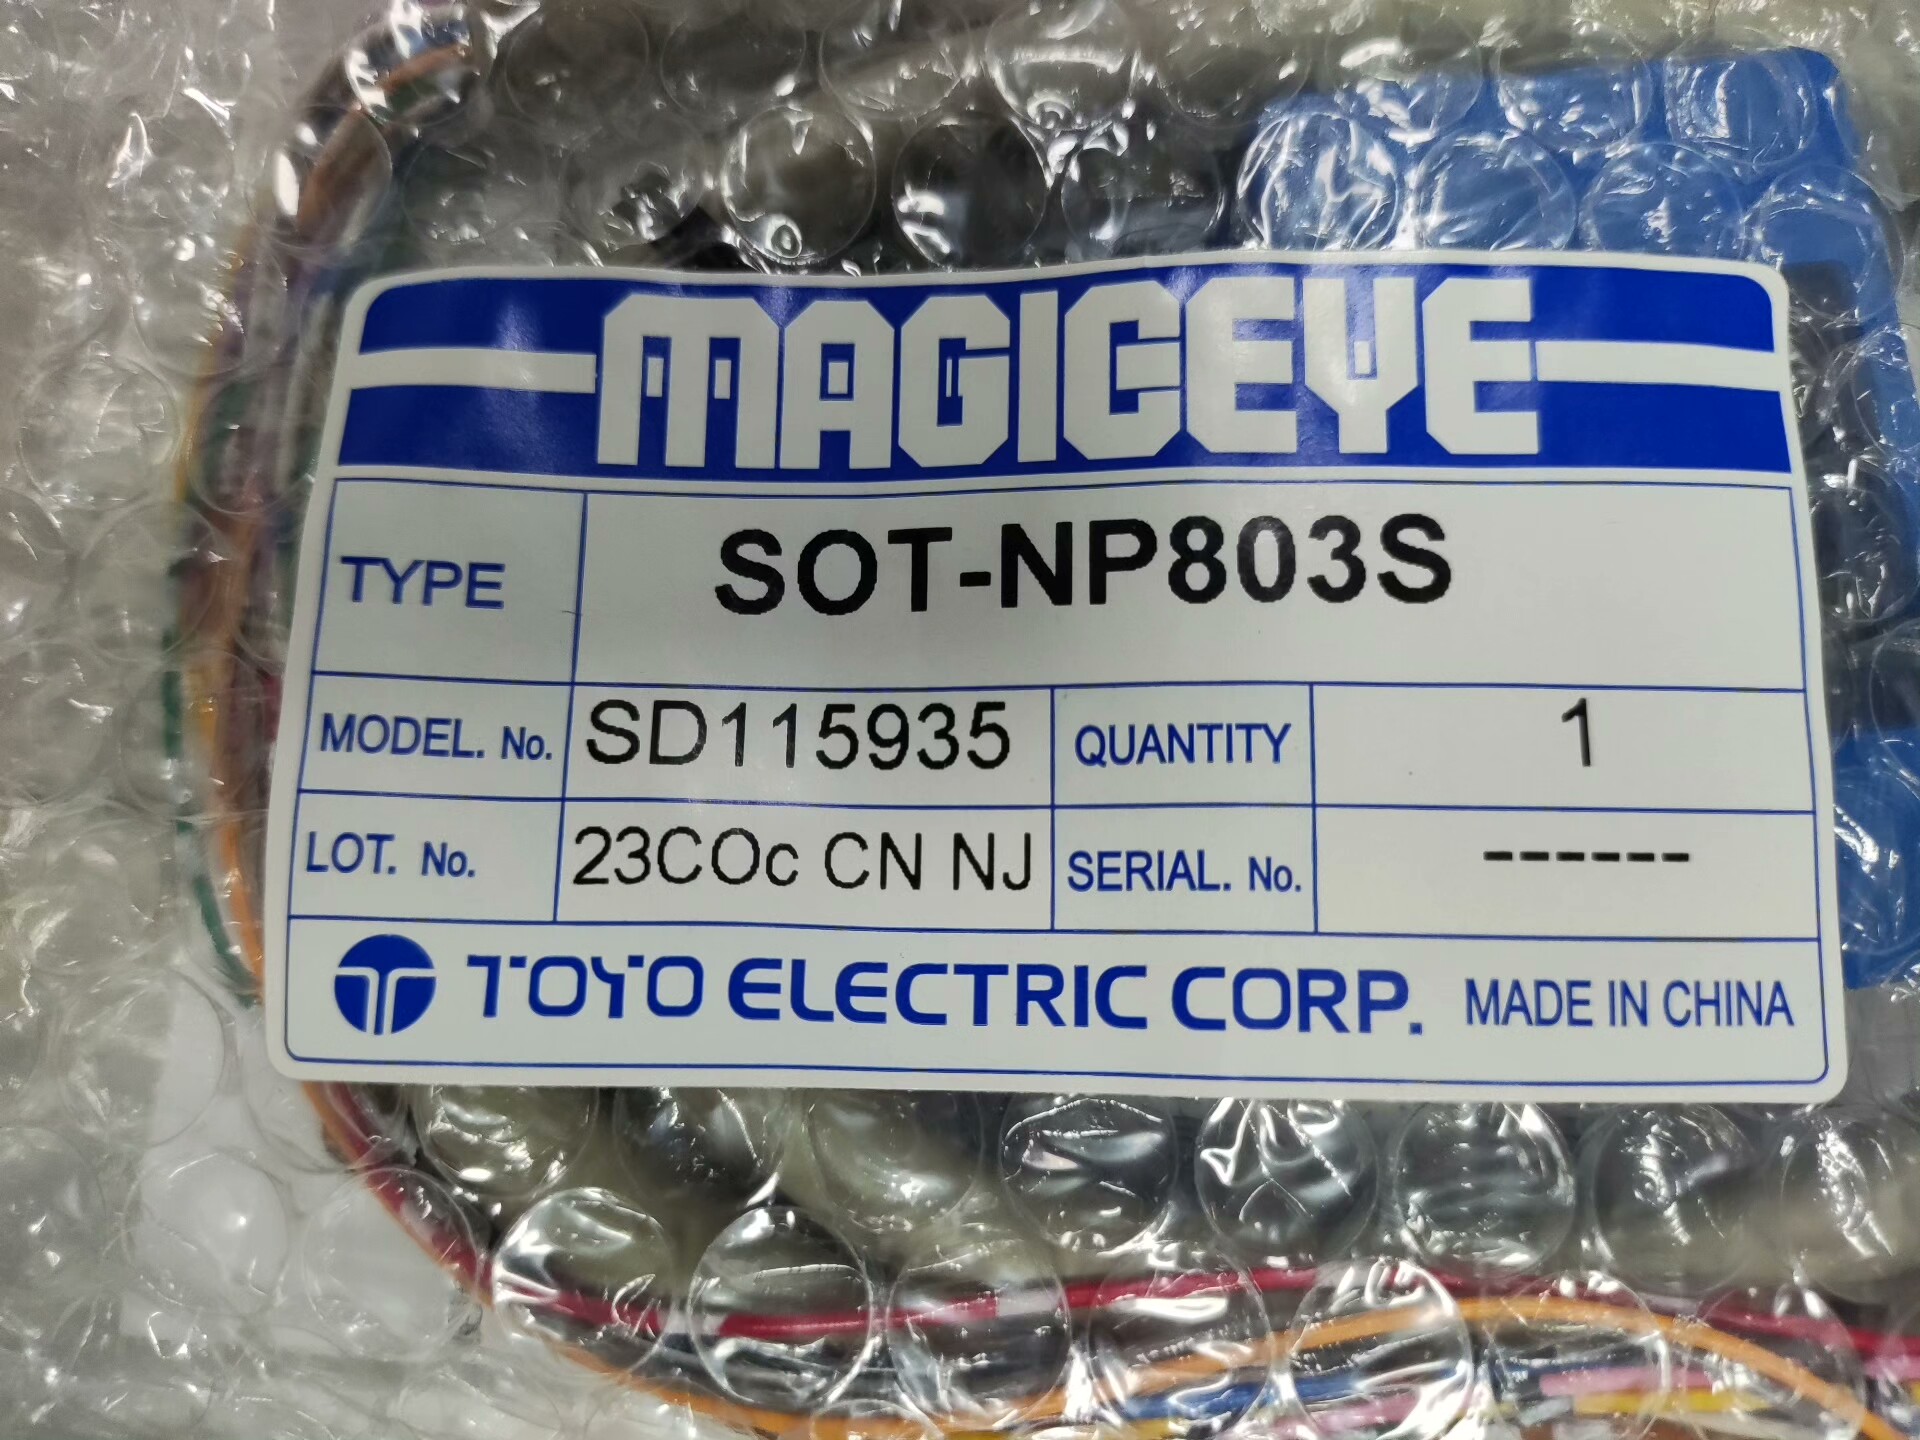 MAGICEYE
TYPE SOT-NP803S
MODEL. No. SD115935 QUANTITY 1
LOT. No. 23COc CN NJ SERIAL. No. ------
TOYO ELECTRIC CORP. MADE IN CHINA